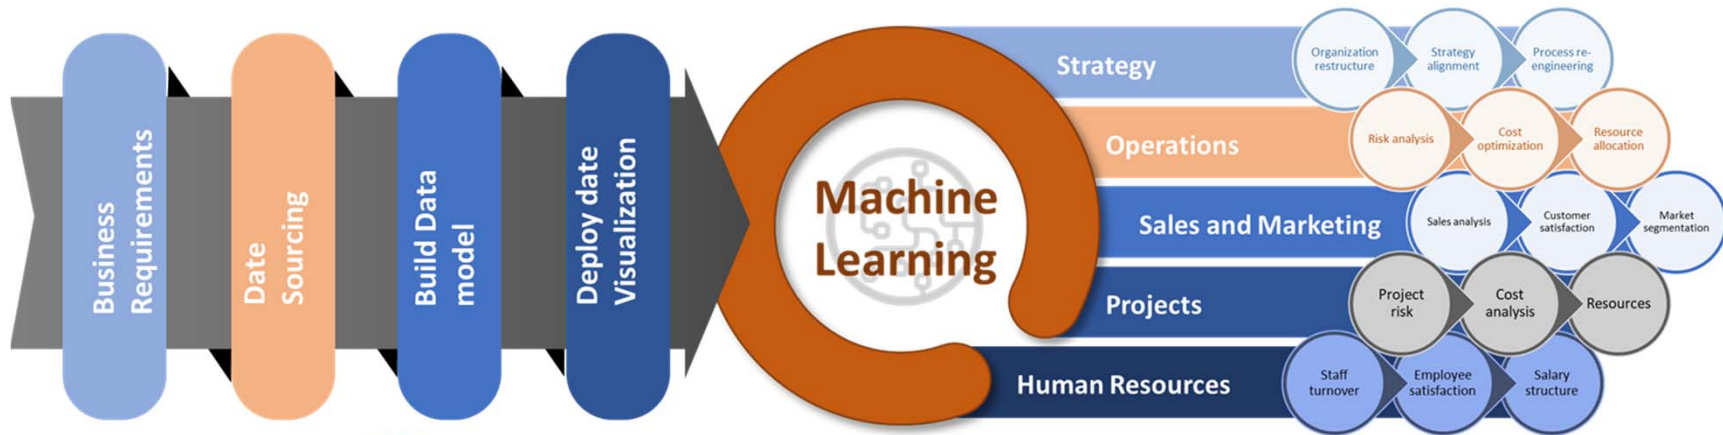 Business
Requirements
Date
Sourcing
Build Data
model
Deploy date
Visualization
Machine
Learning
Strategy
Organization
restructure
Strategy
alignment
Process re-
engineering
Operations
Risk analysis
Cost
optimization
Resource
allocation
Sales and Marketing
Sales analysis
Customer
satisfaction
Market
segmentation
Projects
Project
risk
Cost
analysis
Resources
Human Resources
Staff
turnover
Employee
satisfaction
Salary
structure